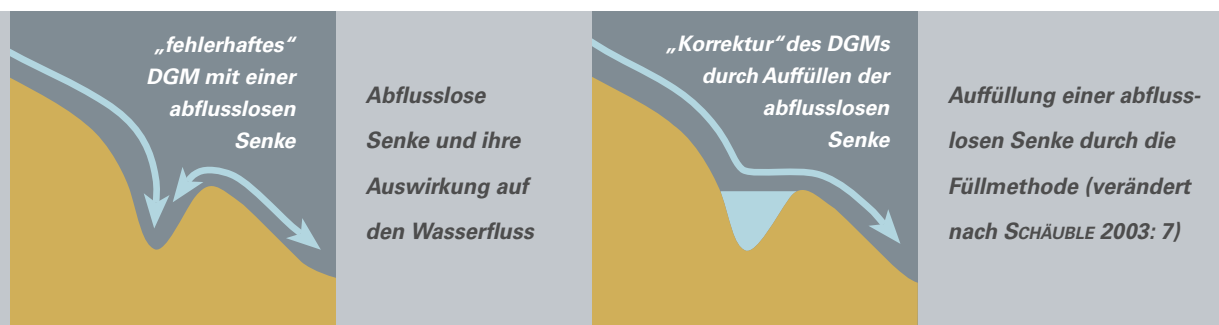 „fehlerhaftes“
DGM mit einer
abflusslosen
Senke
Abflusslose
Senke und ihre
Auswirkung auf
den Wasserfluss
„Korrektur“ des DGMs
durch Auffüllen der
abflusslosen
Senke
Auffüllung einer abfluss-
losen Senke durch die
Füllmethode (verändert
nach SCHÄUBLE 2003: 7)